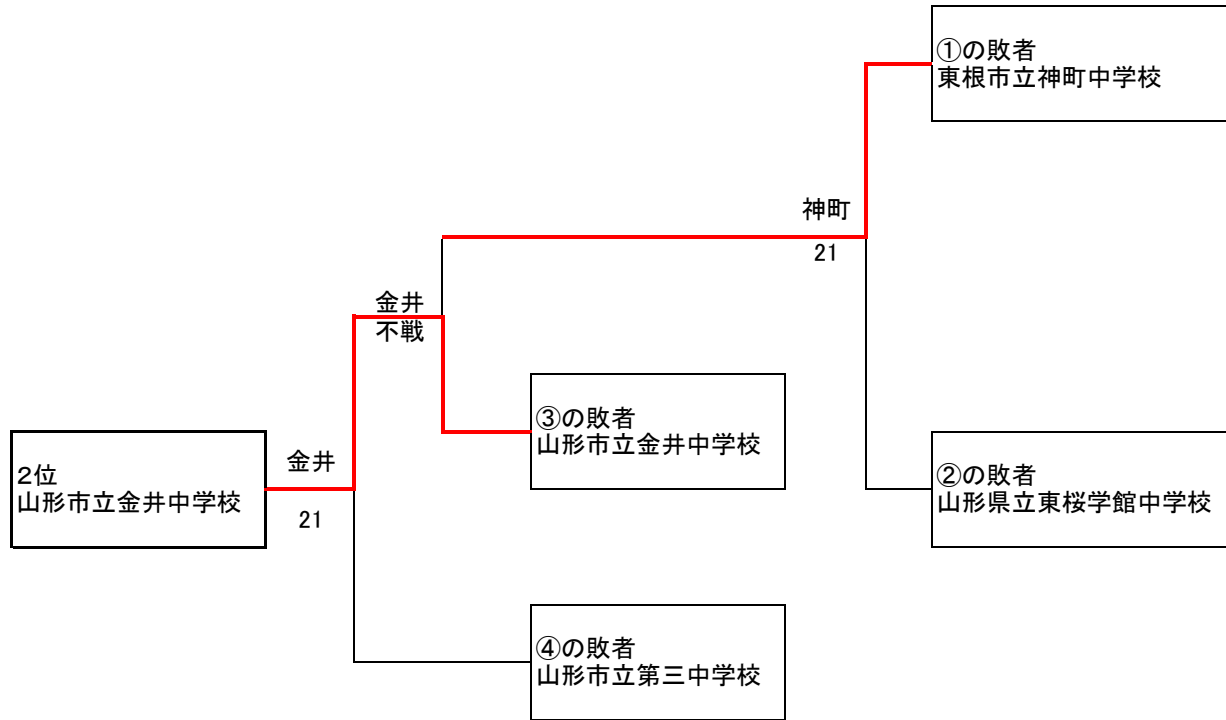 ①の敗者
東根市立神町中学校
神町
21
金井
不戦
③の敗者
山形市立金井中学校
2位
山形市立金井中学校
金井
21
②の敗者
山形県立東桜学館中学校
④の敗者
山形市立第三中学校